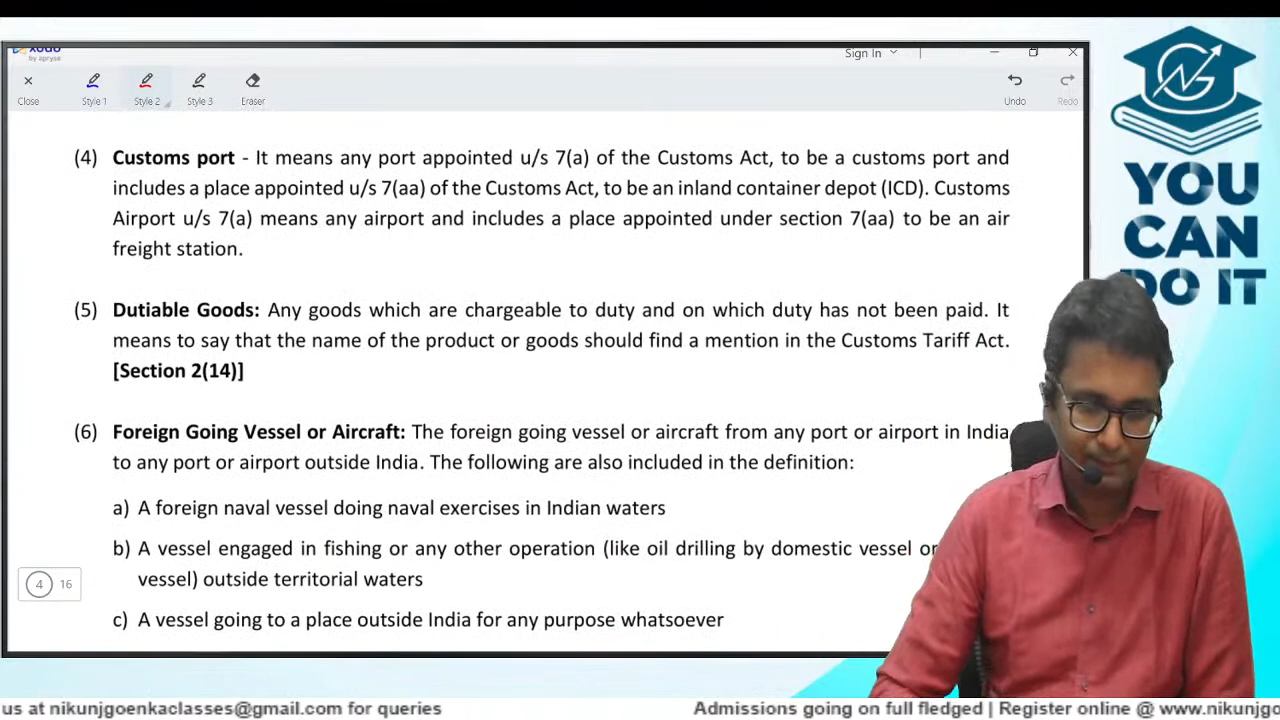 by apryse
Sign In
Close
Style 1
Style 2
Style 3
Eraser
Undo
Redo
(4) Customs port - It means any port appointed u/s 7(a) of the Customs Act, to be a customs port and
includes a place appointed u/s 7(aa) of the Customs Act, to be an inland container depot (ICD). Customs
Airport u/s 7(a) means any airport and includes a place appointed under section 7(aa) to be an air
freight station.
(5) Dutiable Goods: Any goods which are chargeable to duty and on which duty has not been paid. It
means to say that the name of the product or goods should find a mention in the Customs Tariff Act.
[Section 2(14)]
(6) Foreign Going Vessel or Aircraft: The foreign going vessel or aircraft from any port or airport in India
to any port or airport outside India. The following are also included in the definition:
a) A foreign naval vessel doing naval exercises in Indian waters
b) A vessel engaged in fishing or any other operation (like oil drilling by domestic vessel or
vessel) outside territorial waters
c) A vessel going to a place outside India for any purpose whatsoever
4 16
YOU
CAN
DO IT
us at nikunjgoenkaclasses@gmail.com for queries
Admissions going on full fledged | Register online @ www.nikunjgo